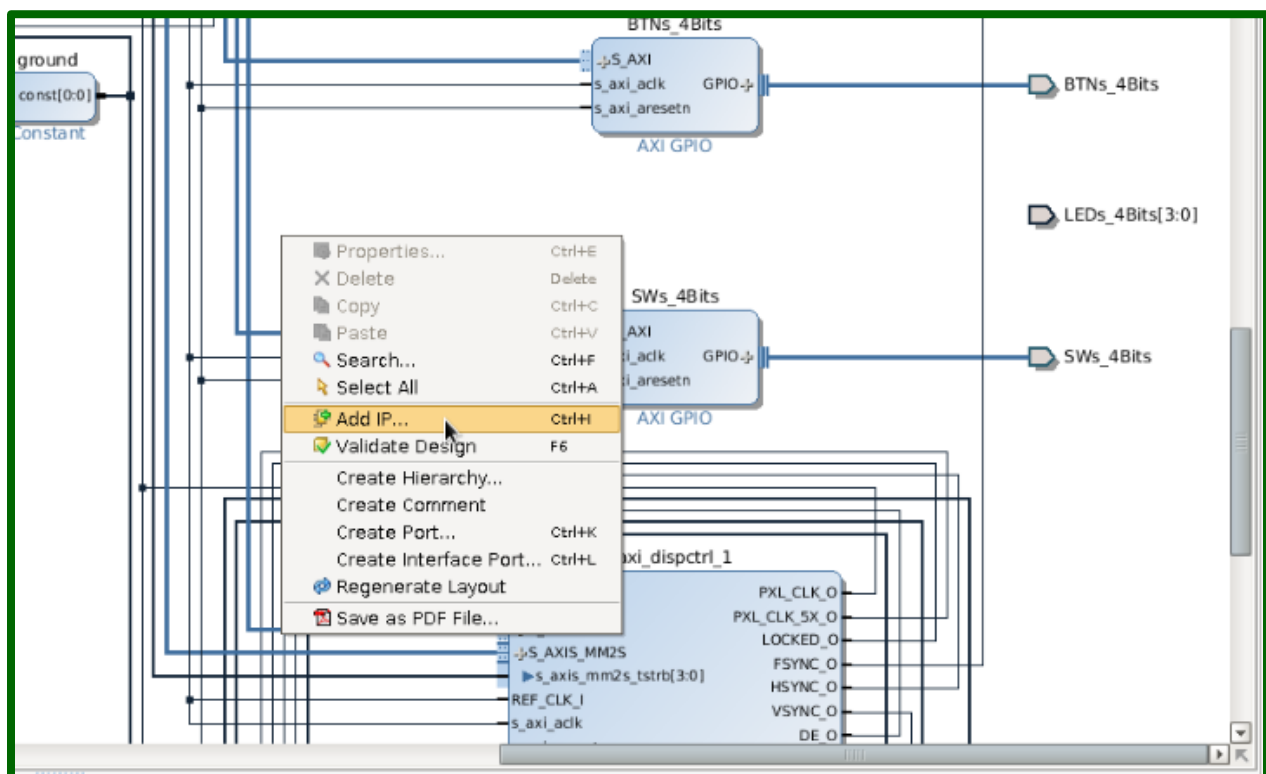 BTNs_4Bits
ground
S_AXI
const[0:0]
s_axi_aclk
GPIO
BTNs_4Bits
s_axi_aresetn
Constant
AXI GPIO
LEDs_4Bits[3:0]
Properties... Ctrl+E
Delete Delete
Copy Ctrl+C
Paste Ctrl+V
Search... Ctrl+F
Select All Ctrl+A
Add IP... Ctrl+I
Validate Design F6
Create Hierarchy...
Create Comment
Create Port... Ctrl+K
Create Interface Port... Ctrl+L
Regenerate Layout
Save as PDF File...
SWs_4Bits
_AXI
i_aclk
GPIO
SWs_4Bits
i_aresetn
AXI GPIO
axi_dispctrl_1
PXL_CLK_O
PXL_CLK_5X_O
LOCKED_O
S_AXIS_MM2S
FSYNC_O
s_axis_mm2s_tstrb[3:0]
HSYNC_O
REF_CLK_I
VSYNC_O
s_axi_aclk
DE_O